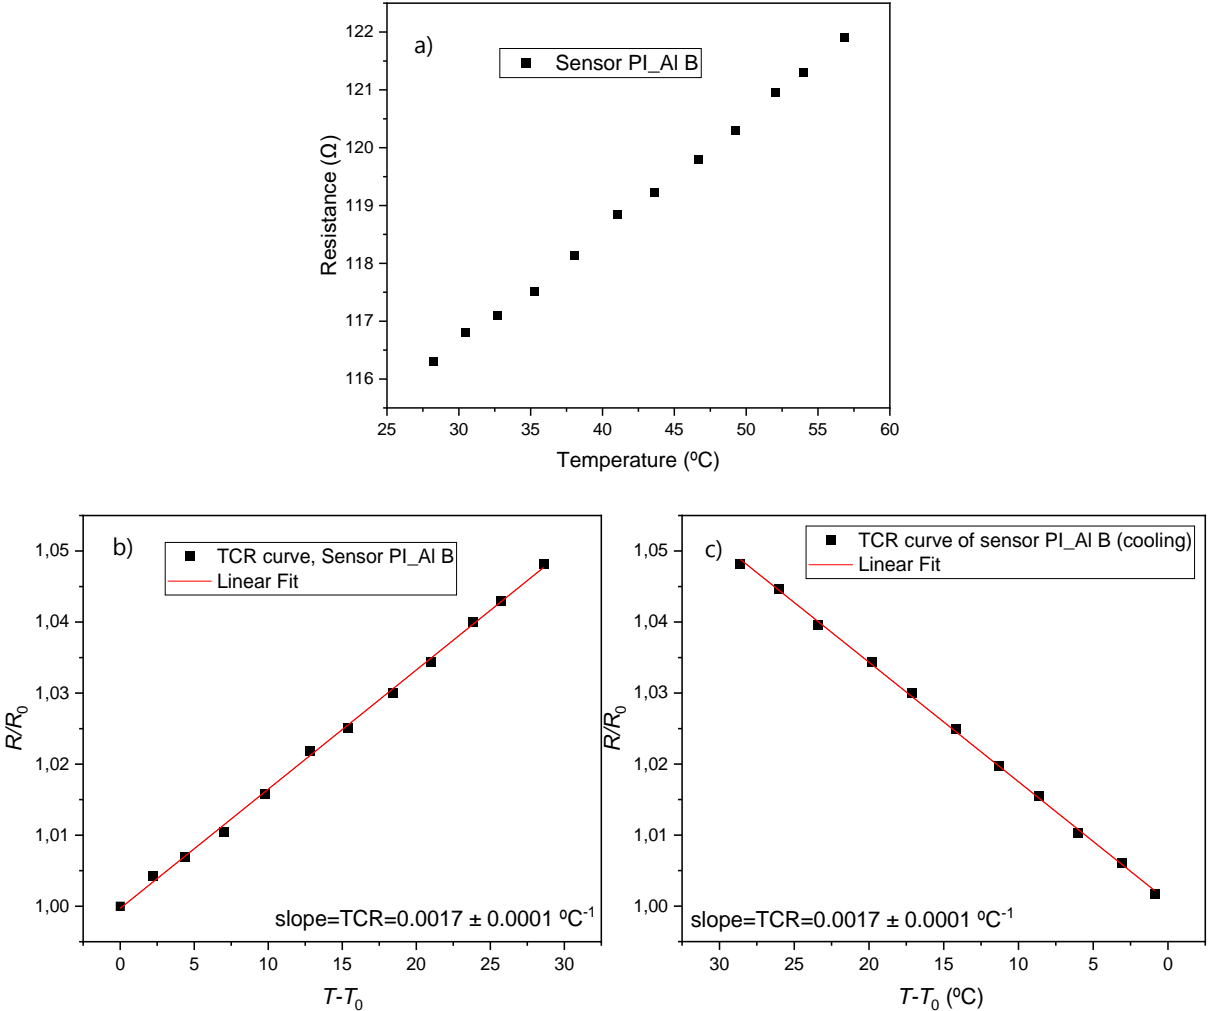 a)
Sensor PI_Al B
Resistance (Ω)
122
121
120
119
118
117
116
25 30 35 40 45 50 55 60
Temperature (ºC)
b)
TCR curve, Sensor PI_Al B
Linear Fit
R/R0
1,05
1,04
1,03
1,02
1,01
1,00
slope=TCR=0.0017 ± 0.0001 ºC-1
0 5 10 15 20 25 30
T-T0
c)
TCR curve of sensor PI_Al B (cooling)
Linear Fit
R/R0
1,05
1,04
1,03
1,02
1,01
1,00
slope=TCR=0.0017 ± 0.0001 ºC-1
30 25 20 15 10 5 0
T-T0 (ºC)